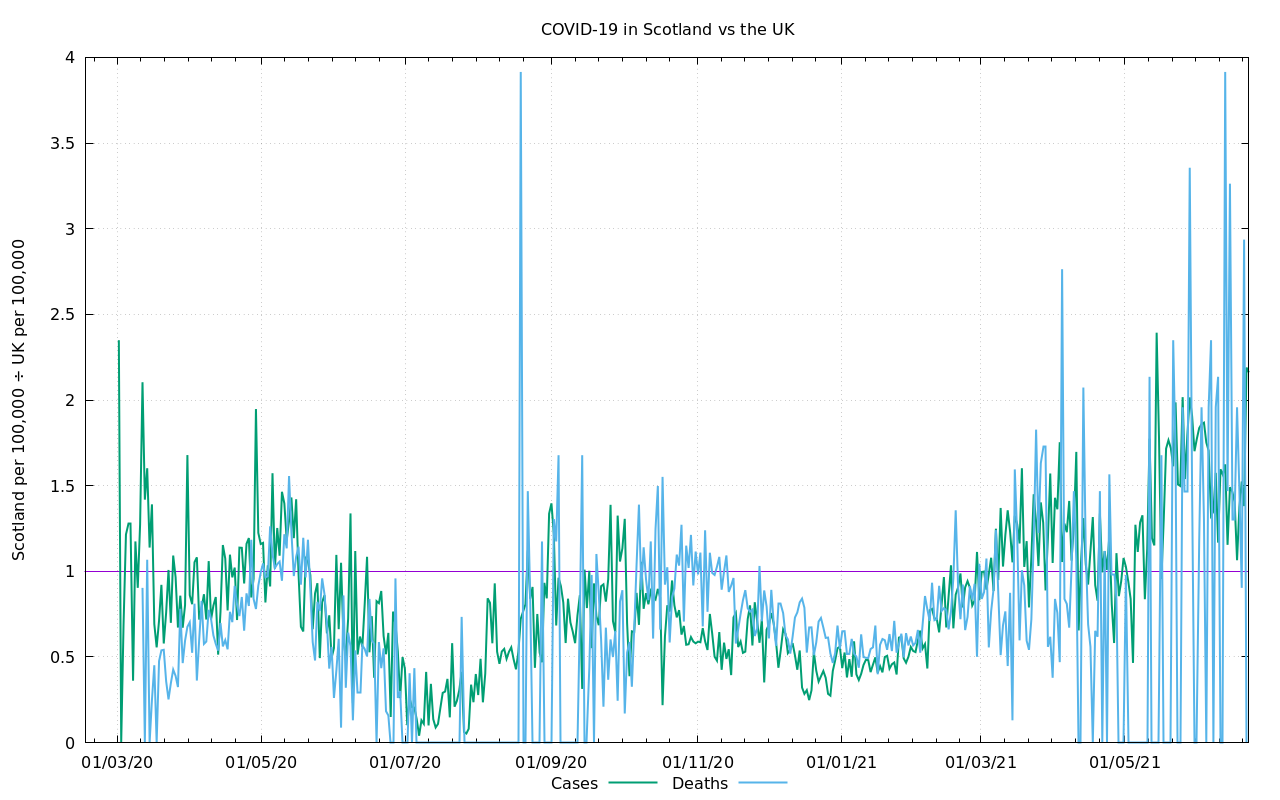 COVID-19 in Scotland vs the UK
Scotland per 100,000 ÷ UK per 100,000
4
3.5
3
2.5
2
1.5
1
0.5
0
01/03/20 01/05/20 01/07/20 01/09/20 01/11/20 01/01/21 01/03/21 01/05/21
Cases Deaths